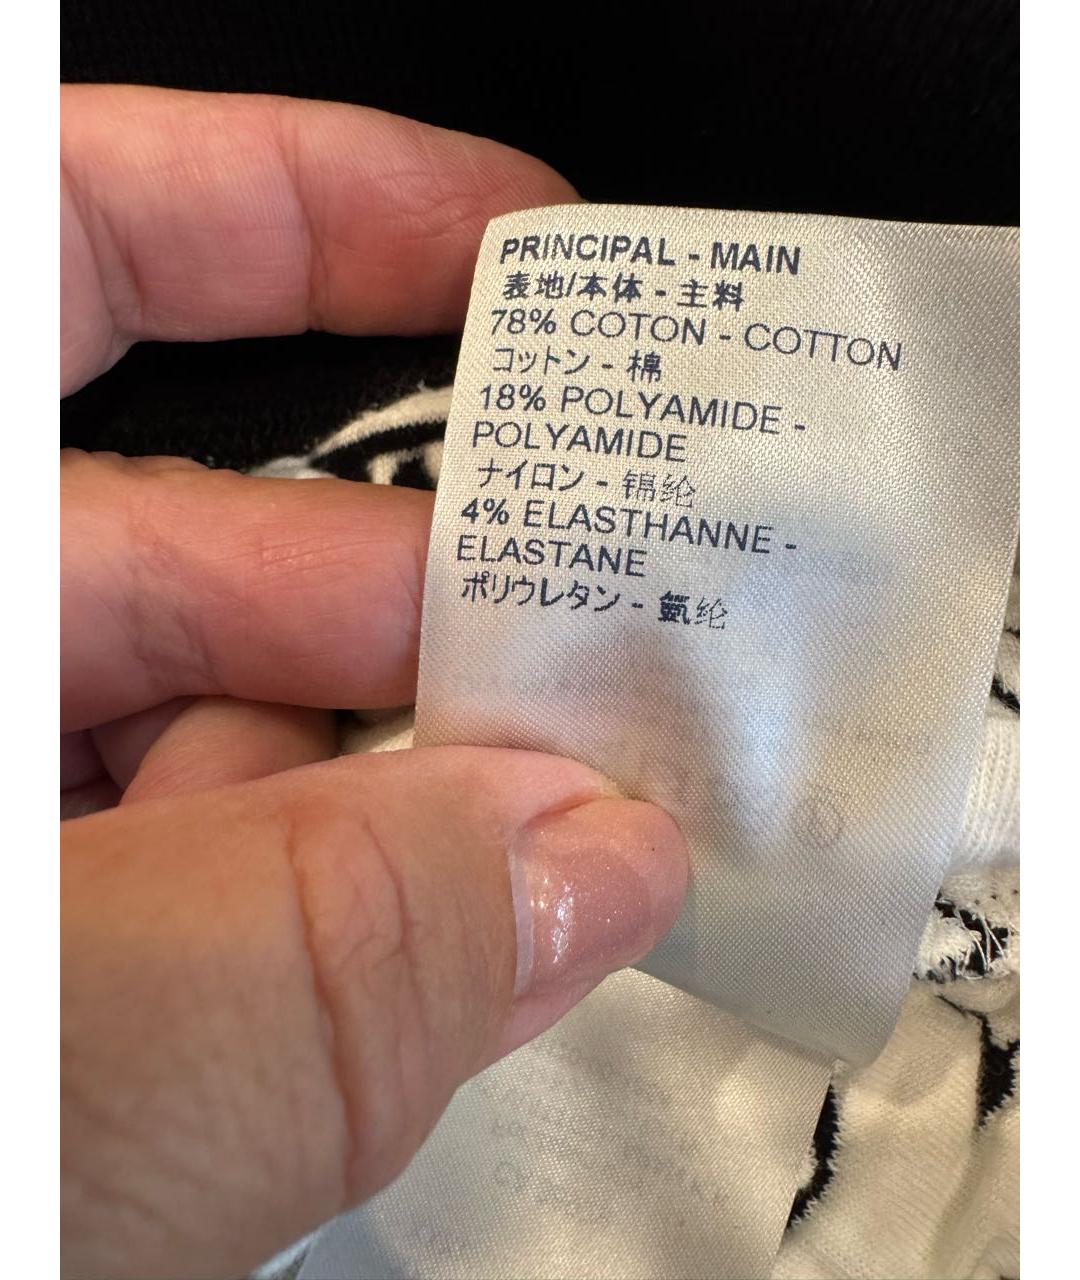 PRINCIPAL - MAIN
表地/本体 - 主料
78% COTON - COTTON
コットン - 棉
18% POLYAMIDE -
POLYAMIDE
ナイロン - 锦纶
4% ELASTHANNE -
ELASTANE
ポリウレタン - 氨纶